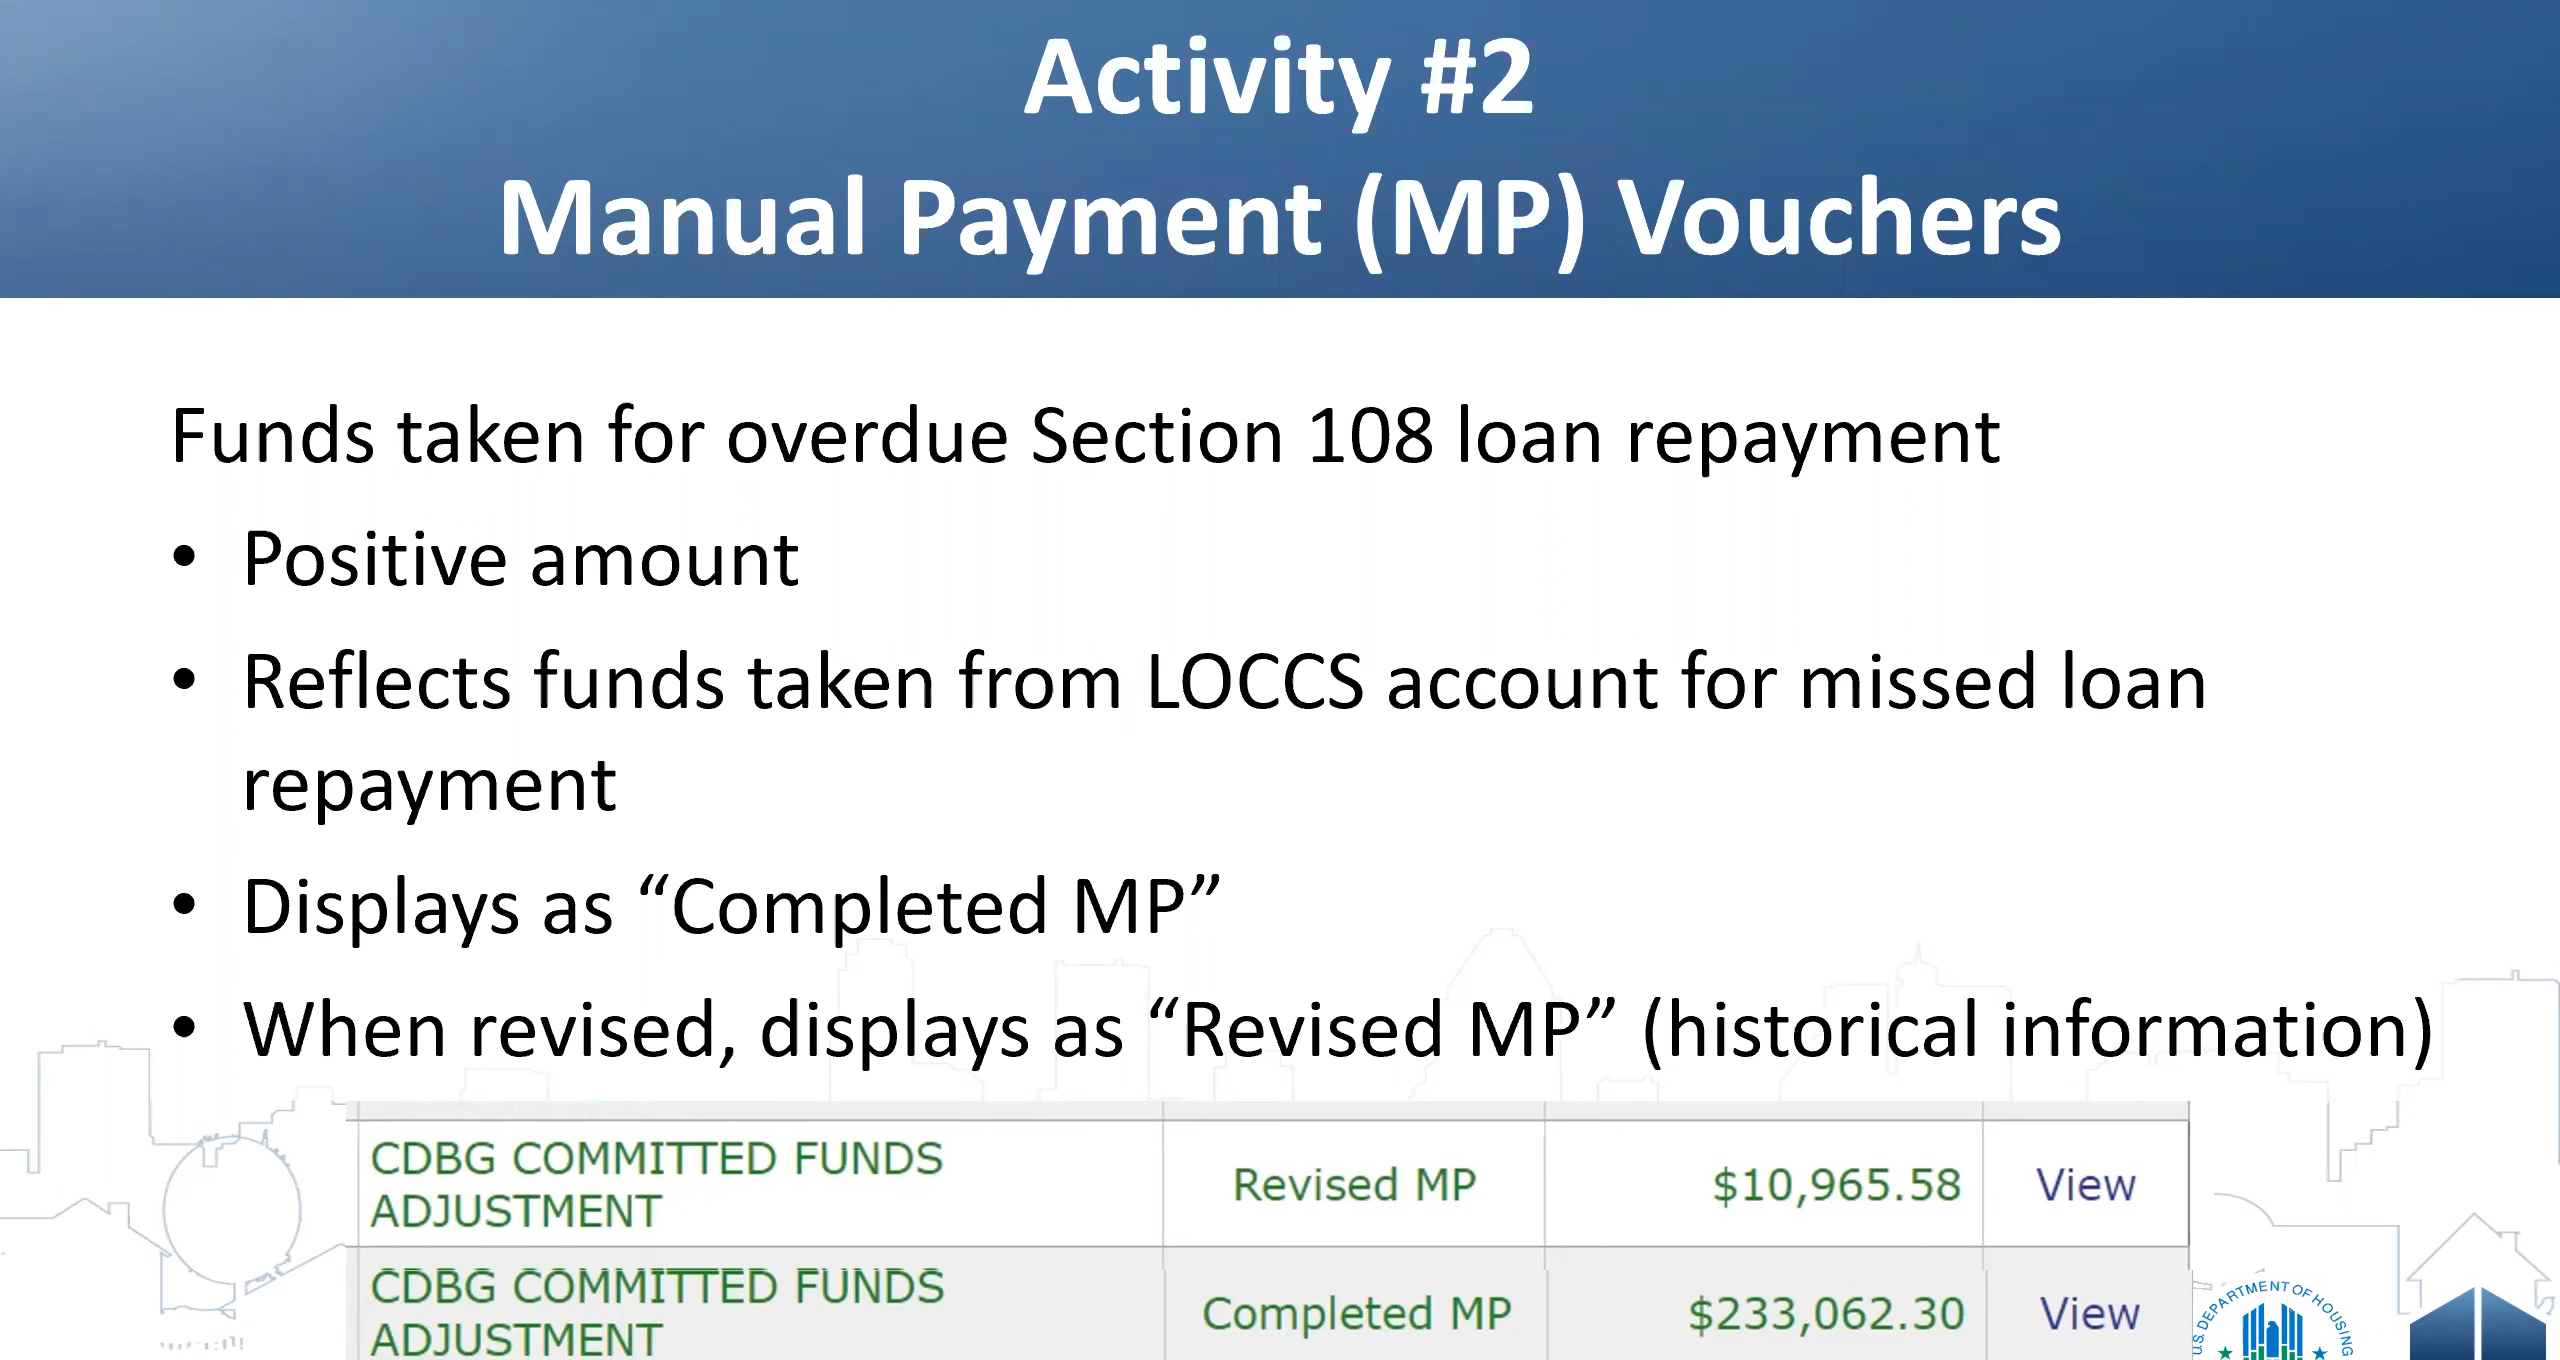 Activity #2
Manual Payment (MP) Vouchers
Funds taken for overdue Section 108 loan repayment
• Positive amount
• Reflects funds taken from LOCCS account for missed loan
repayment
• Displays as “Completed MP”
• When revised, displays as “Revised MP” (historical information)
CDBG COMMITTED FUNDS
ADJUSTMENT
Revised MP
$10,965.58
View
CDBG COMMITTED FUNDS
ADJUSTMENT
Completed MP
$233,062.30
View
U.S. DEPARTMENT OF HOUSING